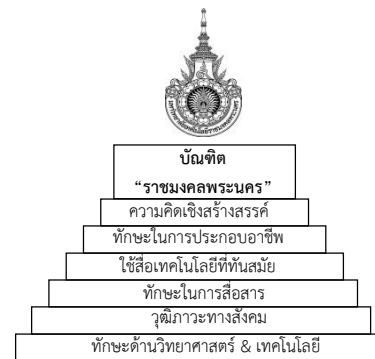 บัณฑิต
“ราชมงคลพระนคร”
ความคิดเชิงสร้างสรรค์
ทักษะในการประกอบอาชีพ
ใช้สื่อเทคโนโลยีที่ทันสมัย
ทักษะในการสื่อสาร
วุฒิภาวะทางสังคม
ทักษะด้านวิทยาศาสตร์ & เทคโนโลยี